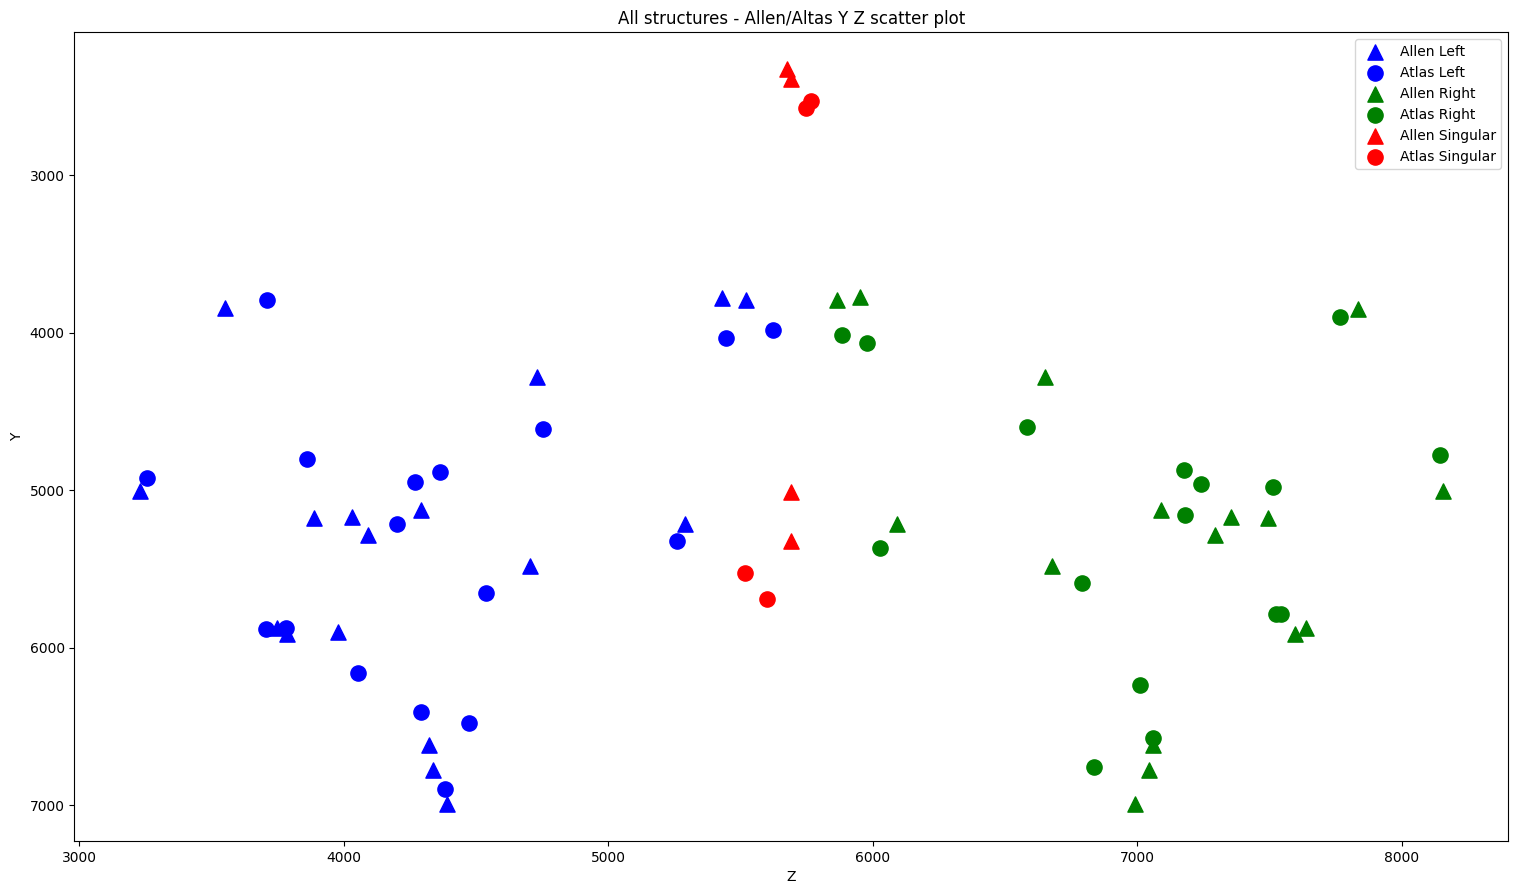 All structures - Allen/Altas Y Z scatter plot
Allen Left
Atlas Left
Allen Right
Atlas Right
Allen Singular
Atlas Singular
3000
4000
5000
6000
7000
Y
3000 4000 5000 6000 7000 8000
Z